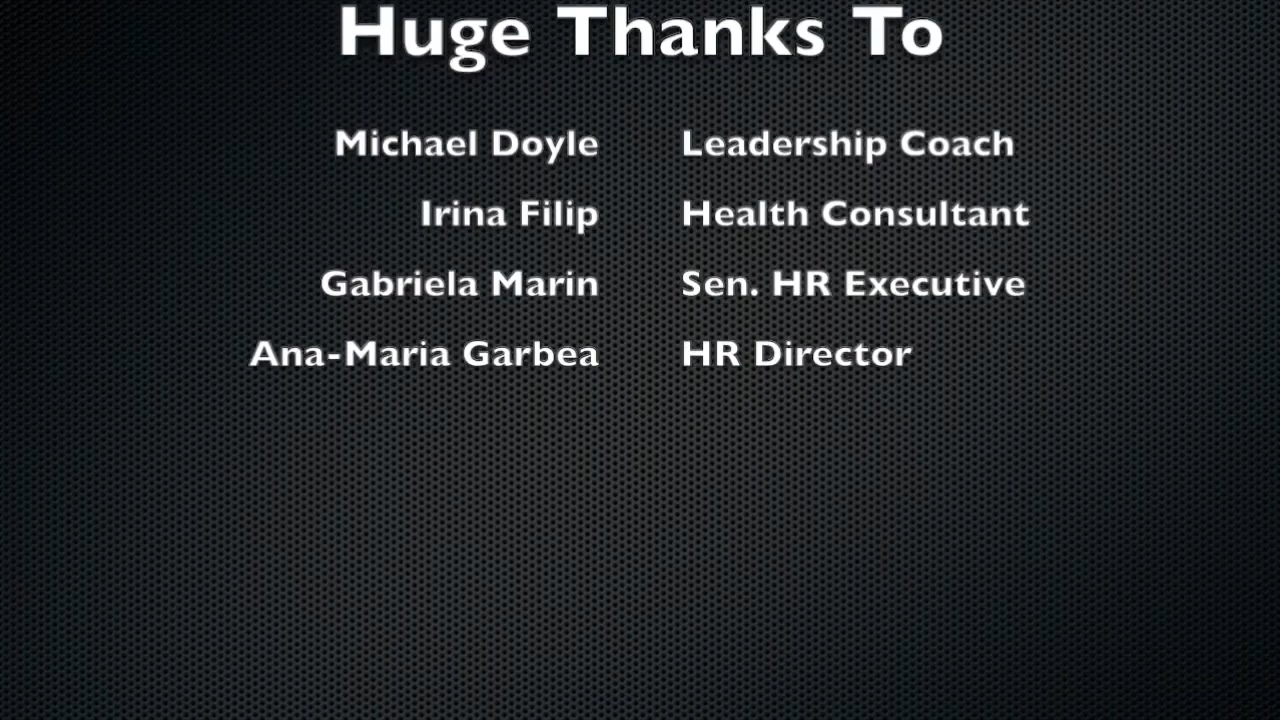 Huge Thanks To
Michael Doyle Leadership Coach
Irina Filip Health Consultant
Gabriela Marin Sen. HR Executive
Ana-Maria Garbea HR Director